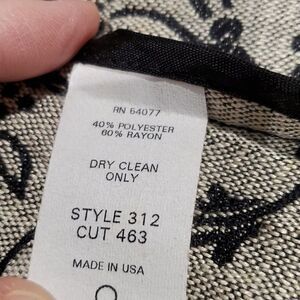 RN 64077
40% POLYESTER
60% RAYON
DRY CLEAN
ONLY
STYLE 312
CUT 463
MADE IN USA